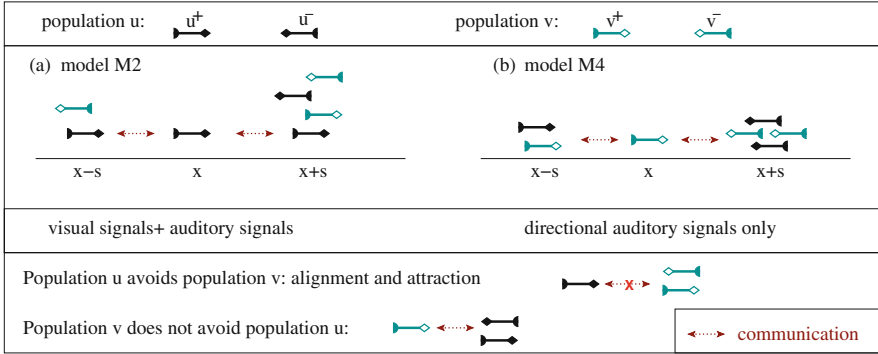 population u: u⁺ u⁻ population v: v⁺ v⁻
(a) model M2
(b) model M4
x−s x x+s
x−s x x+s
visual signals+ auditory signals
directional auditory signals only
Population u avoids population v: alignment and attraction
x
Population v does not avoid population u:
communication